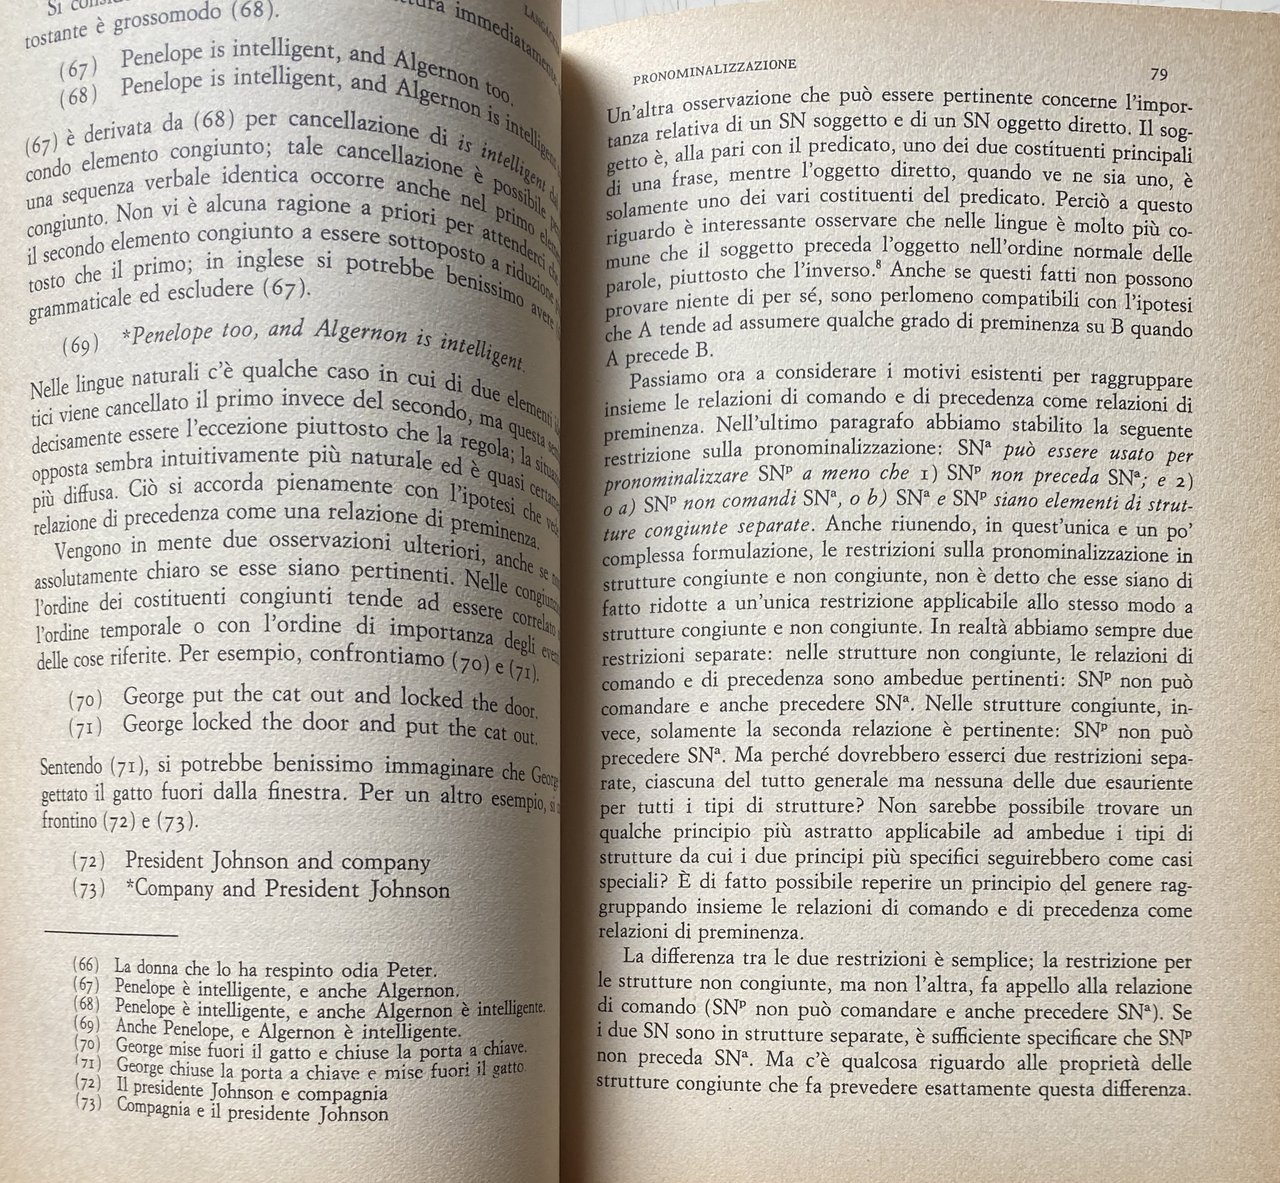 Si consid
ttura immediatamente
LANGACK
tostante è grossomodo (68).
(67) Penelope is intelligent, and Algernon too.
(68) Penelope is intelligent, and Algernon is intelligent.
(67) è derivata da (68) per cancellazione di is intelligent dal
condo elemento congiunto; tale cancellazione è possibile per
una sequenza verbale identica occorre anche nel primo elem
congiunto. Non vi è alcuna ragione a priori per attenderci che
il secondo elemento congiunto a essere sottoposto a riduzione
tosto che il primo; in inglese si potrebbe benissimo avere
grammaticale ed escludere (67).
(69) *Penelope too, and Algernon is intelligent.
Nelle lingue naturali c'è qualche caso in cui di due elementi
tici viene cancellato il primo invece del secondo, ma questa
decisamente essere l'eccezione piuttosto che la regola; la situa
opposta sembra intuitivamente più naturale ed è quasi certam
più diffusa. Ciò si accorda pienamente con l'ipotesi che
relazione di precedenza come una relazione di preminenza.
Vengono in mente due osservazioni ulteriori, anche se
assolutamente chiaro se esse siano pertinenti. Nelle congiun
l'ordine dei costituenti congiunti tende ad essere correlato
l'ordine temporale o con l'ordine di importanza degli even
delle cose riferite. Per esempio, confrontiamo (70) e (71).
(70) George put the cat out and locked the door.
(71) George locked the door and put the cat out.
Sentendo (71), si potrebbe benissimo immaginare che George
gettato il gatto fuori dalla finestra. Per un altro esempio, si
frontino (72) e (73).
(72) President Johnson and company
(73) *Company and President Johnson
(66) La donna che lo ha respinto odia Peter.
(67) Penelope è intelligente, e anche Algernon.
(68) Penelope è intelligente, e anche Algernon è intelligente.
(69) Anche Penelope, e Algernon è intelligente.
(70) George mise fuori il gatto e chiuse la porta a chiave.
(71) George chiuse la porta a chiave e mise fuori il gatto
(72) Il presidente Johnson e compagnia
(73) Compagnia e il presidente Johnson
PRONOMINALIZZAZIONE 79
Un'altra osservazione che può essere pertinente concerne l'impor-
tanza relativa di un SN soggetto e di un SN oggetto diretto. Il sog-
getto è, alla pari con il predicato, uno dei due costituenti principali
di una frase, mentre l'oggetto diretto, quando ve ne sia uno, è
solamente uno dei vari costituenti del predicato. Perciò a questo
riguardo è interessante osservare che nelle lingue è molto più co-
mune che il soggetto preceda l'oggetto nell'ordine normale delle
parole, piuttosto che l'inverso.⁸ Anche se questi fatti non possono
provare niente di per sé, sono perlomeno compatibili con l'ipotesi
che A tende ad assumere qualche grado di preminenza su B quando
A precede B.
Passiamo ora a considerare i motivi esistenti per raggruppare
insieme le relazioni di comando e di precedenza come relazioni di
preminenza. Nell'ultimo paragrafo abbiamo stabilito la seguente
restrizione sulla pronominalizzazione: SNᵃ può essere usato per
pronominalizzare SNᵖ a meno che 1) SNᵖ non preceda SNᵃ; e 2)
o a) SNᵖ non comandi SNᵃ, o b) SNᵃ e SNᵖ siano elementi di strut-
ture congiunte separate. Anche riunendo, in quest'unica e un po'
complessa formulazione, le restrizioni sulla pronominalizzazione in
strutture congiunte e non congiunte, non è detto che esse siano di
fatto ridotte a un'unica restrizione applicabile allo stesso modo a
strutture congiunte e non congiunte. In realtà abbiamo sempre due
restrizioni separate: nelle strutture non congiunte, le relazioni di
comando e di precedenza sono ambedue pertinenti: SNᵖ non può
comandare e anche precedere SNᵃ. Nelle strutture congiunte, in-
vece, solamente la seconda relazione è pertinente: SNᵖ non può
precedere SNᵃ. Ma perché dovrebbero esserci due restrizioni sepa-
rate, ciascuna del tutto generale ma nessuna delle due esauriente
per tutti i tipi di strutture? Non sarebbe possibile trovare un
qualche principio più astratto applicabile ad ambedue i tipi di
strutture da cui i due principi più specifici seguirebbero come casi
speciali? È di fatto possibile reperire un principio del genere rag-
gruppando insieme le relazioni di comando e di precedenza come
relazioni di preminenza.
La differenza tra le due restrizioni è semplice; la restrizione per
le strutture non congiunte, ma non l'altra, fa appello alla relazione
di comando (SNᵖ non può comandare e anche precedere SNᵃ). Se
i due SN sono in strutture separate, è sufficiente specificare che SNᵖ
non preceda SNᵃ. Ma c'è qualcosa riguardo alle proprietà delle
strutture congiunte che fa prevedere esattamente questa differenza.